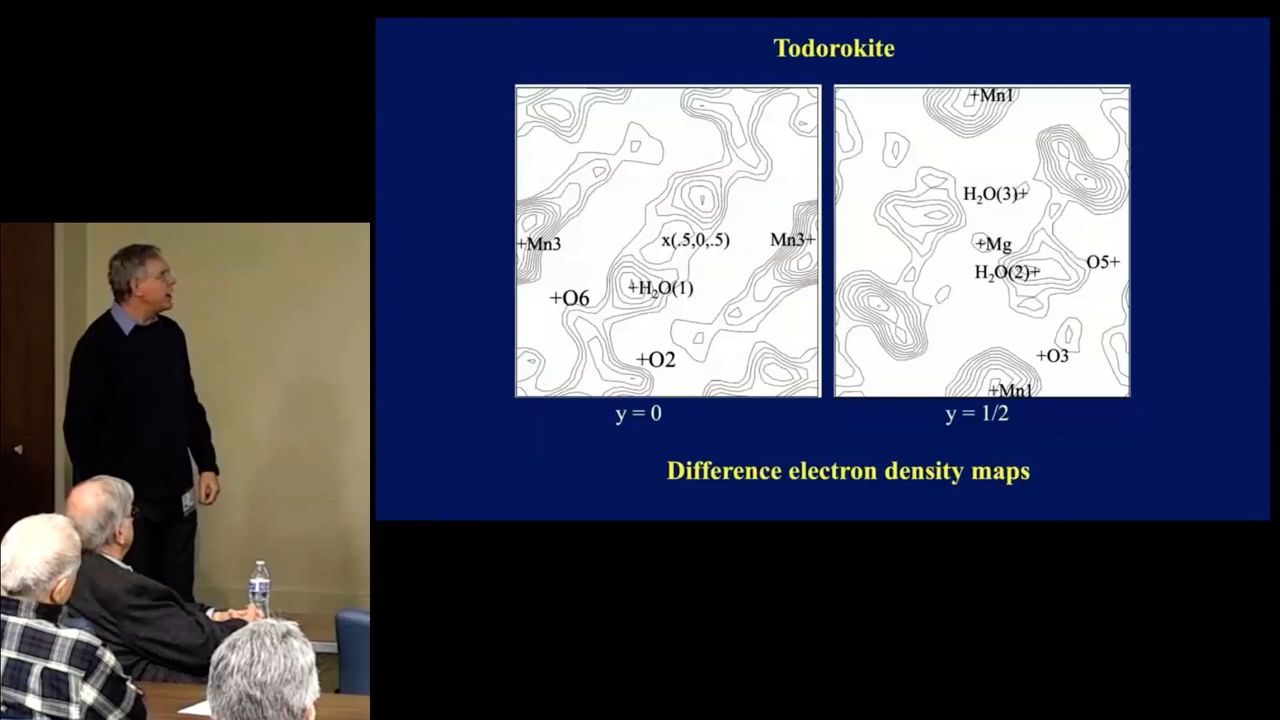 Todorokite
+Mn1
H₂O(3)+
x(.5,0,.5)
Mn3+
+Mn3
+Mg
O5+
H₂O(2)+
+O6
+H₂O(1)
+O2
+O3
+Mn1
y = 0
y = 1/2
Difference electron density maps